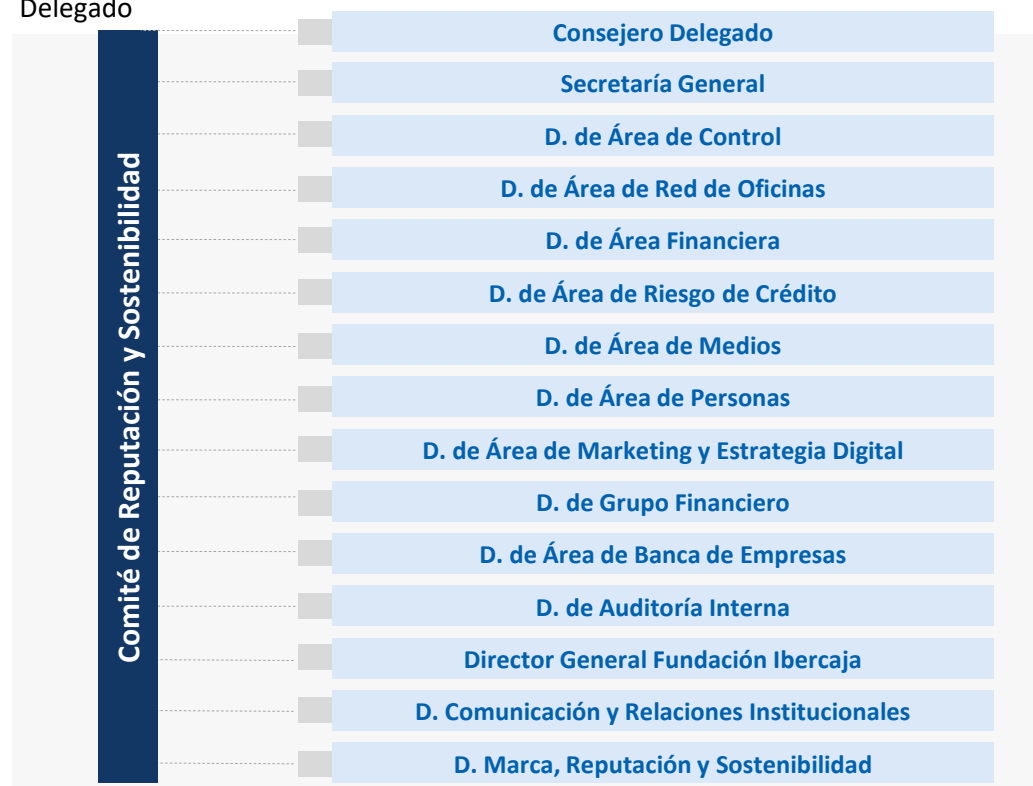 Delegado
Comité de Reputación y Sostenibilidad
Consejero Delegado
Secretaría General
D. de Área de Control
D. de Área de Red de Oficinas
D. de Área Financiera
D. de Área de Riesgo de Crédito
D. de Área de Medios
D. de Área de Personas
D. de Área de Marketing y Estrategia Digital
D. de Grupo Financiero
D. de Área de Banca de Empresas
D. de Auditoría Interna
Director General Fundación Ibercaja
D. Comunicación y Relaciones Institucionales
D. Marca, Reputación y Sostenibilidad